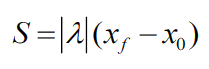 S = |λ|(x_f − x_0)